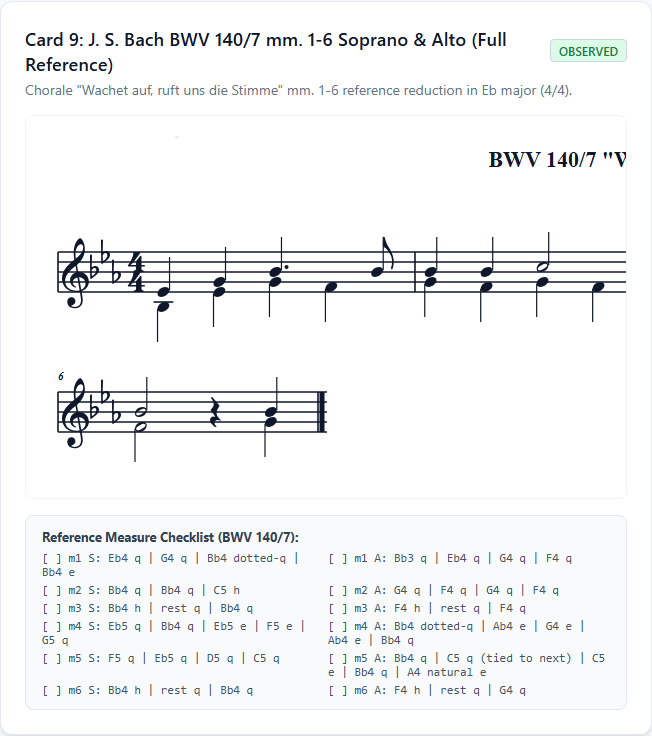 Card 9: J. S. Bach BWV 140/7 mm. 1-6 Soprano & Alto (Full
Reference)
OBSERVED
Chorale "Wachet auf, ruft uns die Stimme" mm. 1-6 reference reduction in Eb major (4/4).
BWV 140/7 "W
4
4
6
Reference Measure Checklist (BWV 140/7):
[ ] m1 S: Eb4 q | G4 q | Bb4 dotted-q |
Bb4 e
[ ] m1 A: Bb3 q | Eb4 q | G4 q | F4 q
[ ] m2 S: Bb4 q | Bb4 q | C5 h
[ ] m2 A: G4 q | F4 q | G4 q | F4 q
[ ] m3 S: Bb4 h | rest q | Bb4 q
[ ] m3 A: F4 h | rest q | F4 q
[ ] m4 S: Eb5 q | Bb4 q | Eb5 e | F5 e |
G5 q
[ ] m4 A: Bb4 dotted-q | Ab4 e | G4 e |
Ab4 e | Bb4 q
[ ] m5 S: F5 q | Eb5 q | D5 q | C5 q
[ ] m5 A: Bb4 q | C5 q (tied to next) | C5
e | Bb4 q | A4 natural e
[ ] m6 S: Bb4 h | rest q | Bb4 q
[ ] m6 A: F4 h | rest q | G4 q